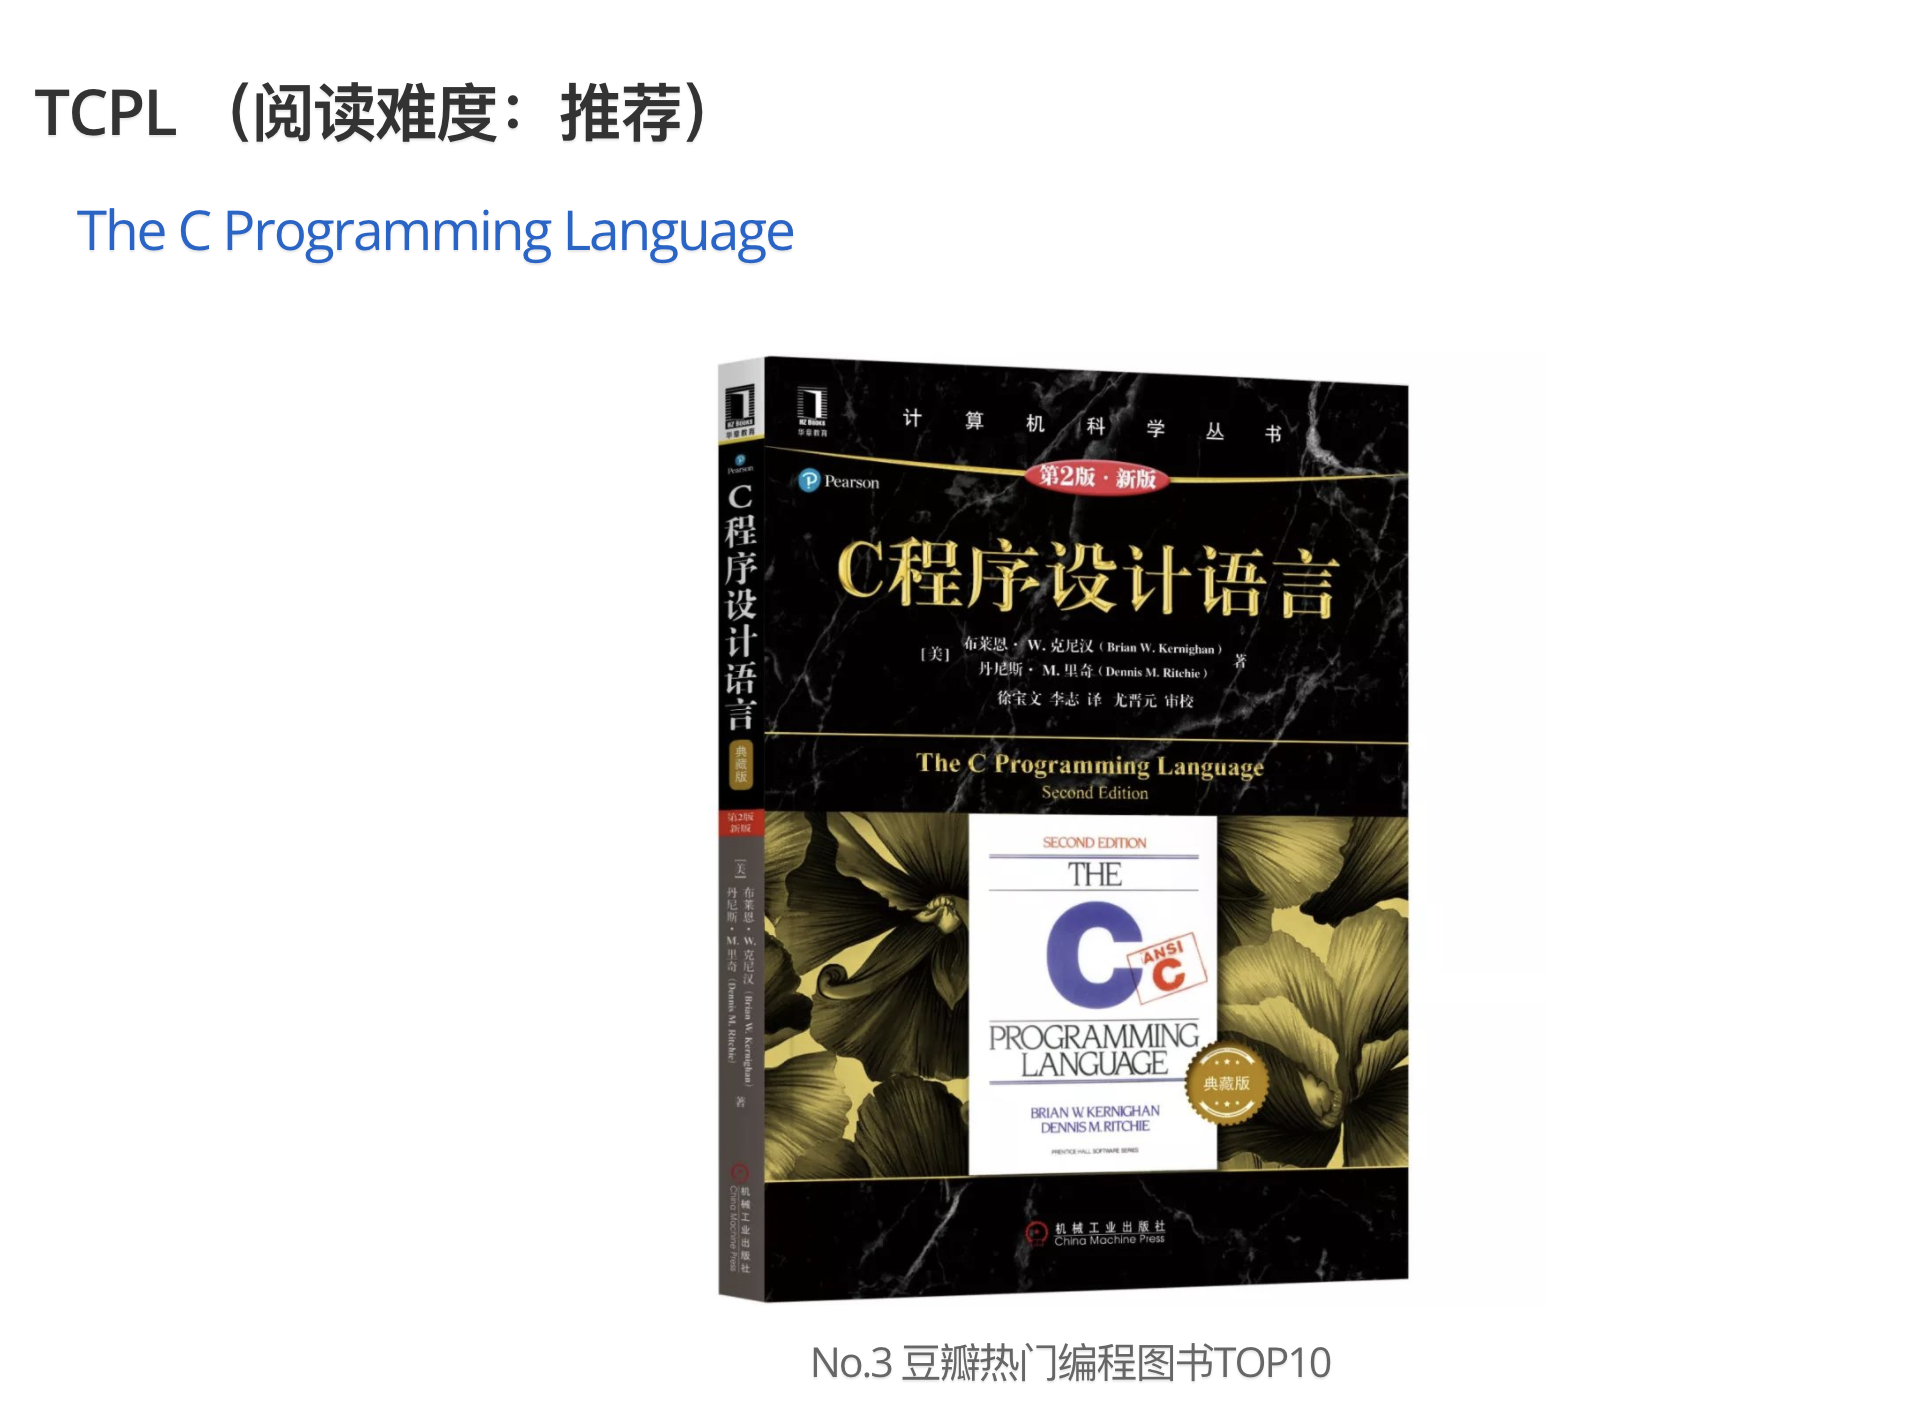 TCPL （阅读难度：推荐）
The C Programming Language
HZ BOOKS
华章教育
Pearson
C程序设计语言
典藏版
第2版
新版
[美]
布莱恩·W.克尼汉（Brian W. Kernighan）
丹尼斯·M.里奇（Dennis M. Ritchie）
著
机械工业出版社
China Machine Press
HZ BOOKS
华章教育
计算机科学丛书
Pearson
第2版·新版
C程序设计语言
[美] 布莱恩·W.克尼汉（Brian W. Kernighan）
丹尼斯·M.里奇（Dennis M. Ritchie） 著
徐宝文 李志 译 尤晋元 审校
The C Programming Language
Second Edition
SECOND EDITION
THE
C
ANSI
C
PROGRAMMING
LANGUAGE
典藏版
BRIAN W. KERNIGHAN
DENNIS M. RITCHIE
PRENTICE HALL SOFTWARE SERIES
机械工业出版社
China Machine Press
No.3 豆瓣热门编程图书TOP10